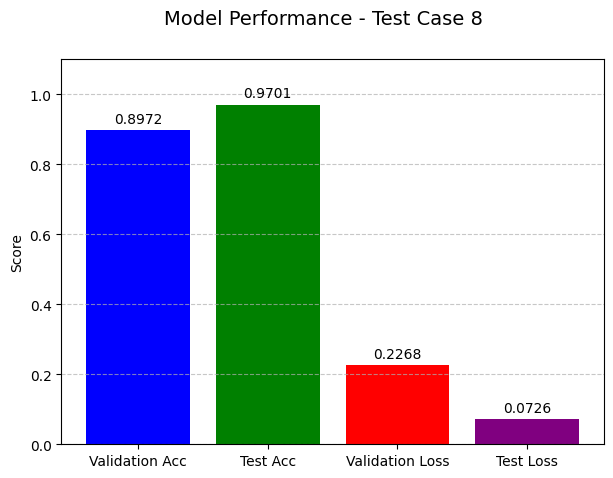 Model Performance - Test Case 8
Score
1.0
0.8
0.6
0.4
0.2
0.0
0.8972
0.9701
0.2268
0.0726
Validation Acc
Test Acc
Validation Loss
Test Loss